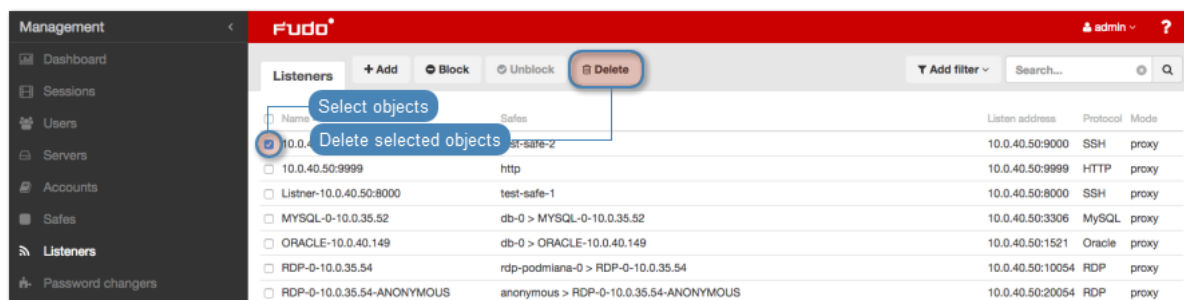 Management
Fudo
admin
?
Dashboard
Sessions
Users
Servers
Accounts
Safes
Listeners
Password changers
Listeners
+ Add
Block
Unblock
Delete
Add filter
Search...
Select objects
Delete selected objects
Name Safes Listen address Protocol Mode
test-safe-2 10.0.40.50:9000 SSH proxy
10.0.40.50:9999 http 10.0.40.50:9999 HTTP proxy
Listner-10.0.40.50:8000 test-safe-1 10.0.40.50:8000 SSH proxy
MYSQL-0-10.0.35.52 db-0 > MYSQL-0-10.0.35.52 10.0.40.50:3306 MySQL proxy
ORACLE-10.0.40.149 db-0 > ORACLE-10.0.40.149 10.0.40.50:1521 Oracle proxy
RDP-0-10.0.35.54 rdp-podmiana-0 > RDP-0-10.0.35.54 10.0.40.50:10054 RDP proxy
RDP-0-10.0.35.54-ANONYMOUS anonymous > RDP-0-10.0.35.54-ANONYMOUS 10.0.40.50:20054 RDP proxy